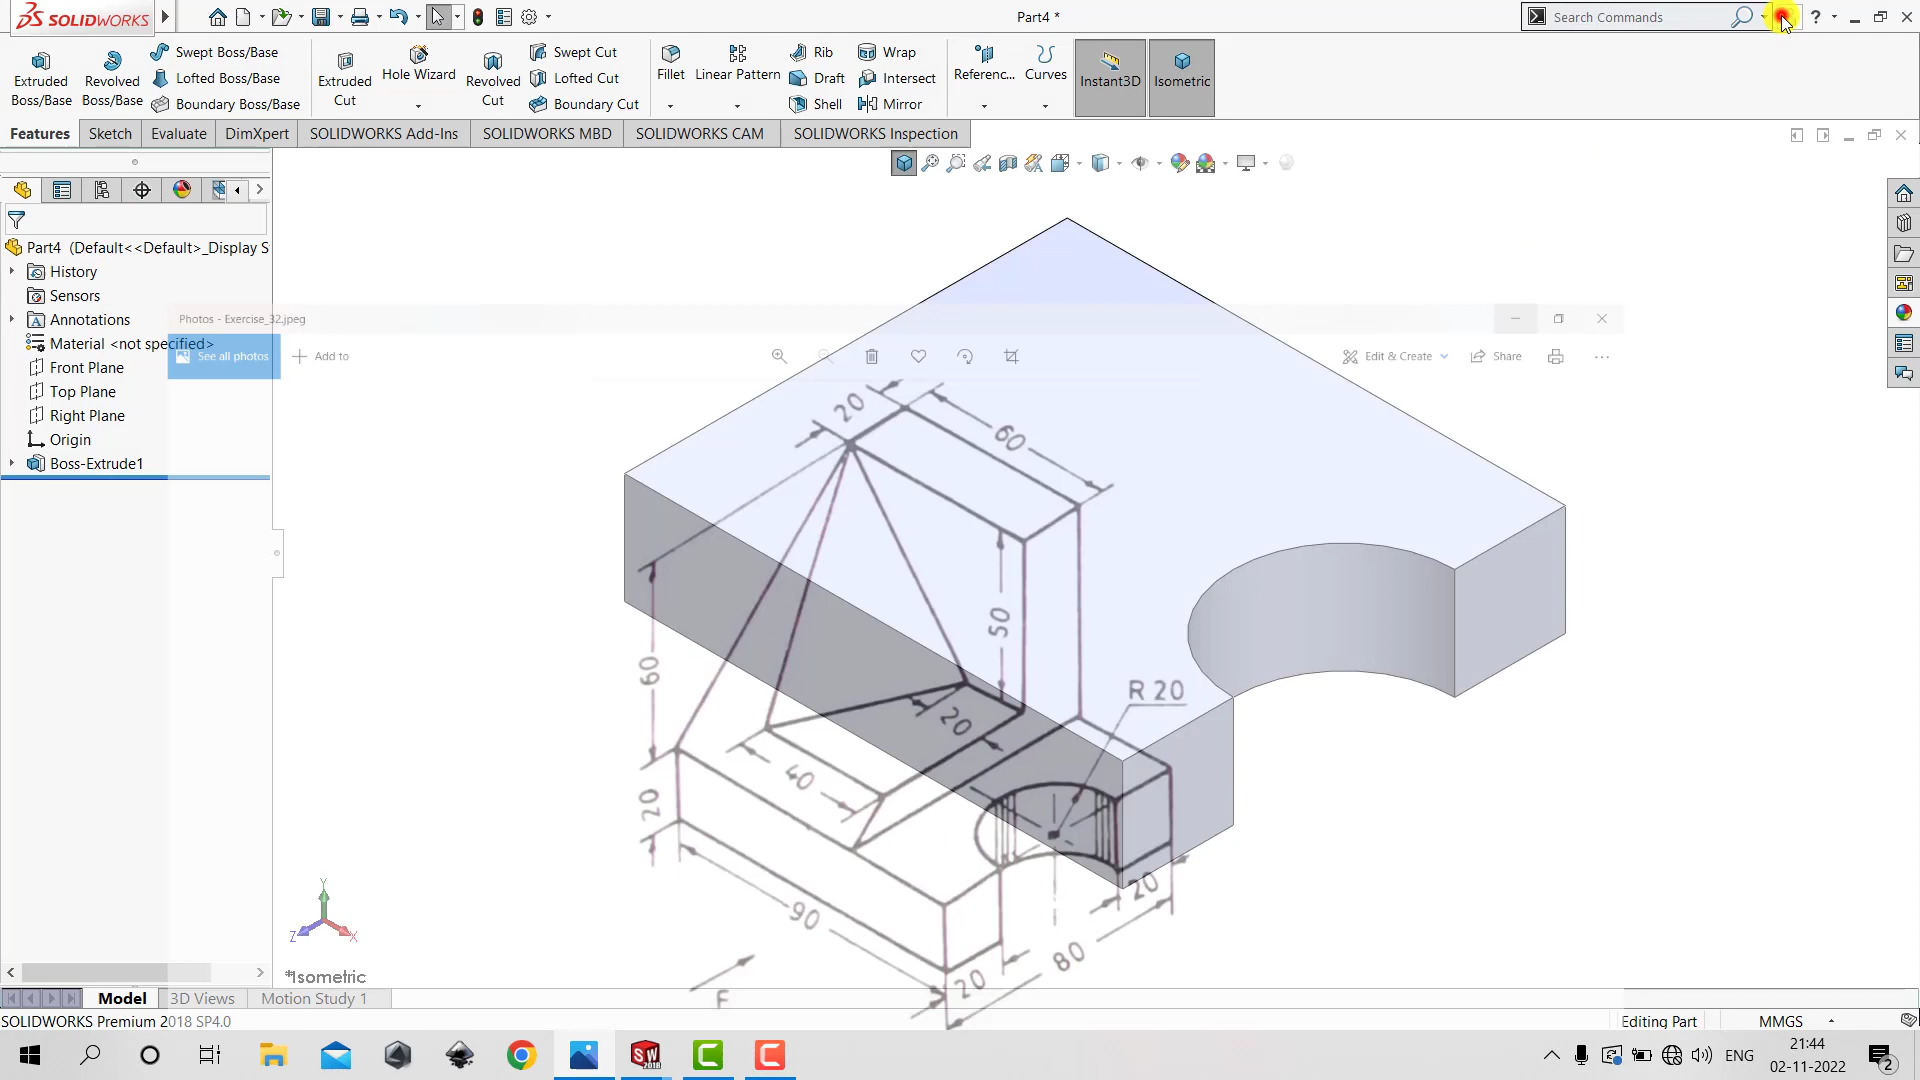 SOLIDWORKS
Part4 *
Search Commands
Extruded Boss/Base
Revolved Boss/Base
Swept Boss/Base
Lofted Boss/Base
Boundary Boss/Base
Extruded Cut
Hole Wizard
Revolved Cut
Swept Cut
Lofted Cut
Boundary Cut
Fillet
Linear Pattern
Rib
Draft
Shell
Wrap
Intersect
Mirror
Referenc...
Curves
Instant3D
Isometric
Features
Sketch
Evaluate
DimXpert
SOLIDWORKS Add-Ins
SOLIDWORKS MBD
SOLIDWORKS CAM
SOLIDWORKS Inspection
Part4 (Default<<Default>_Display S
History
Sensors
Annotations
Material <not specified>
Front Plane
Top Plane
Right Plane
Origin
Boss-Extrude1
Photos - Exercise_32.jpeg
See all photos
Add to
Edit & Create
Share
20
60
50
60
R 20
20
40
20
90
20
80
20
F
Y
Z
X
*Isometric
Model
3D Views
Motion Study 1
SOLIDWORKS Premium 2018 SP4.0
Editing Part
MMGS
SW
2018
ENG
21:44
02-11-2022
2